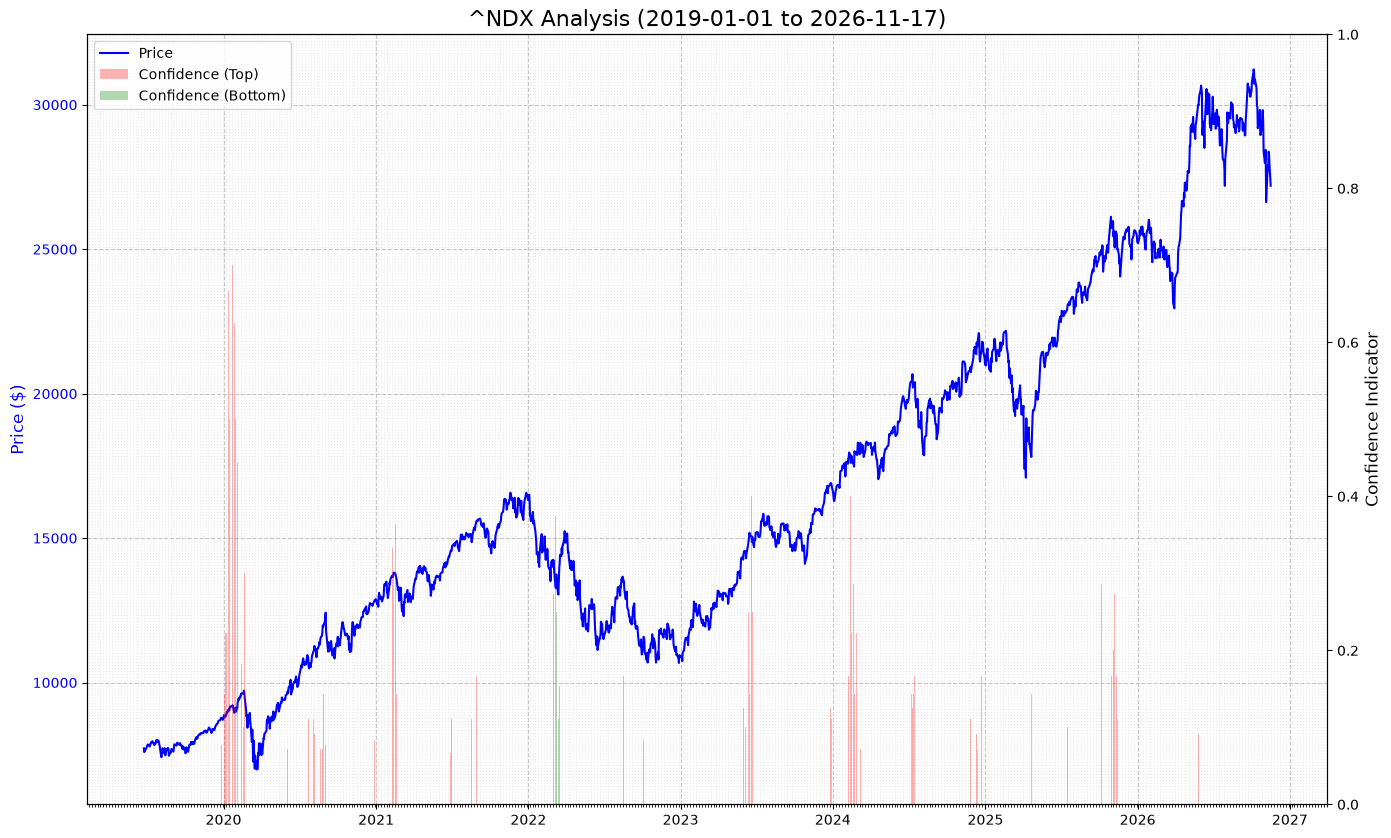 ^NDX Analysis (2019-01-01 to 2026-11-17)
Price
Confidence (Top)
Confidence (Bottom)
Price ($)
30000
25000
20000
15000
10000
1.0
0.8
0.6
0.4
0.2
0.0
Confidence Indicator
2020 2021 2022 2023 2024 2025 2026 2027